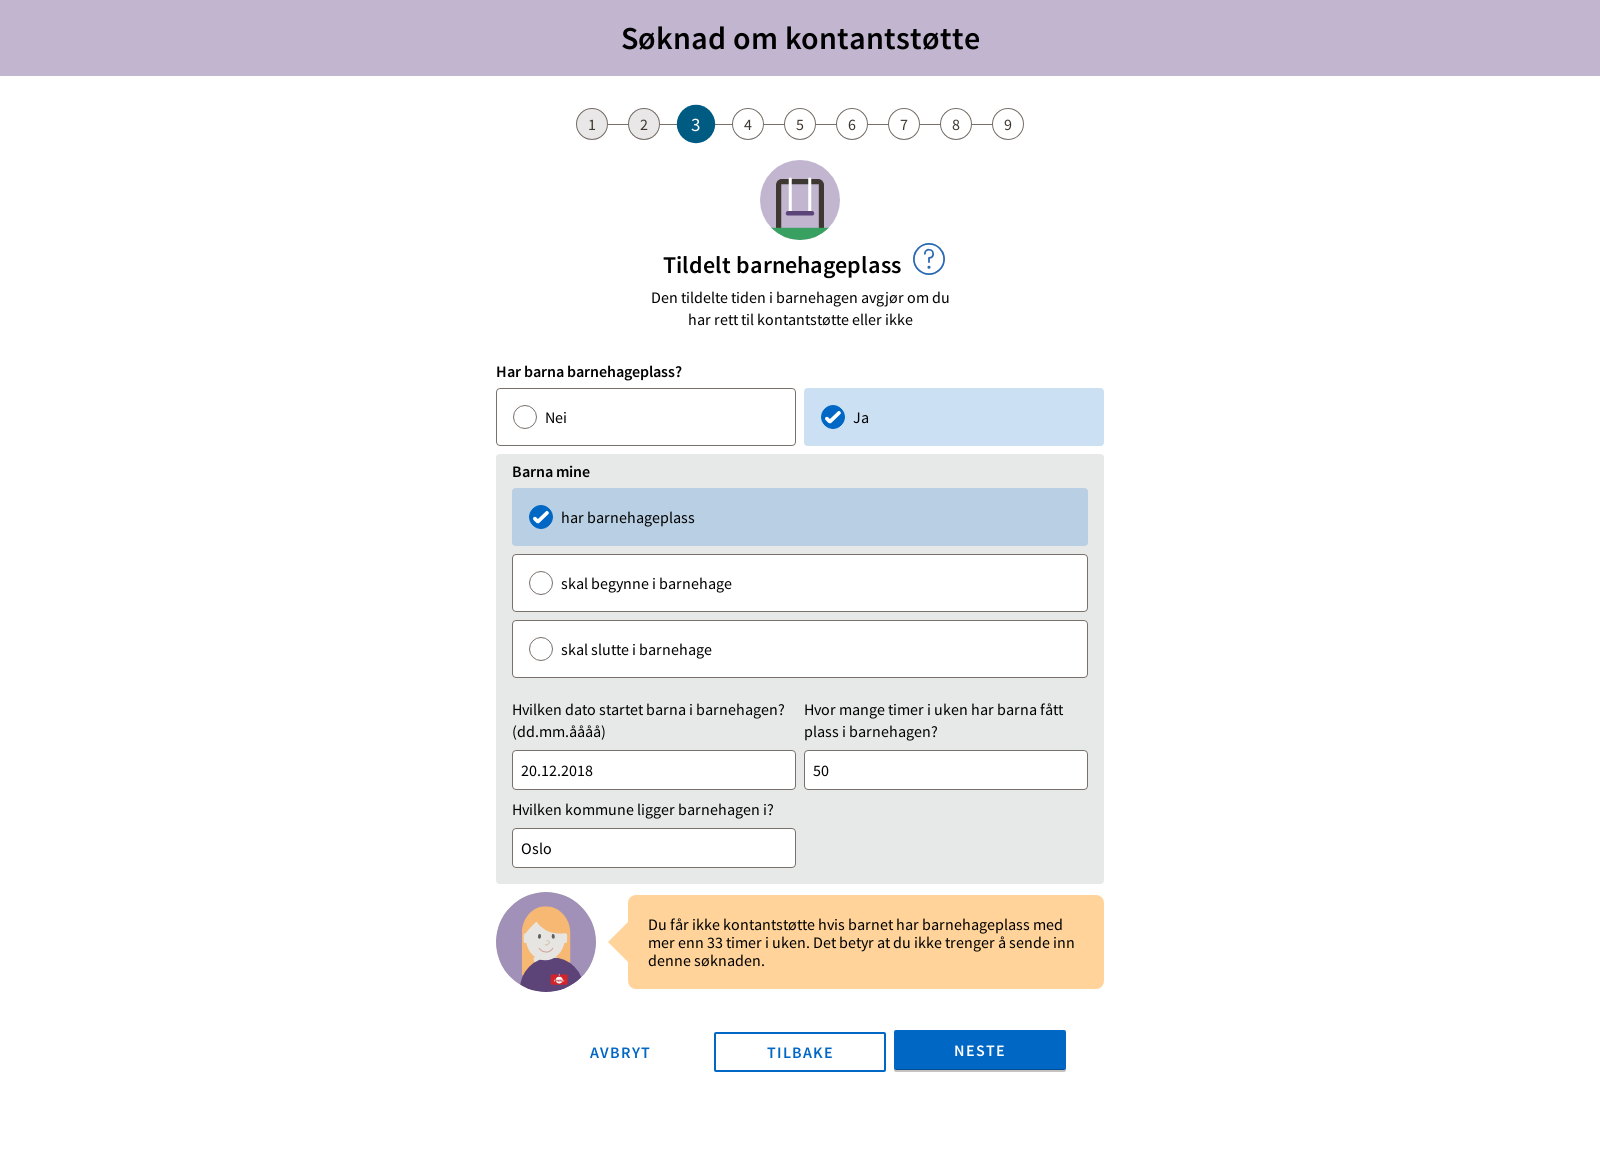 Søknad om kontantstøtte
1 2 3 4 5 6 7 8 9
Tildelt barnehageplass ?
Den tildelte tiden i barnehagen avgjør om du
har rett til kontantstøtte eller ikke
Har barna barnehageplass?
Nei
Ja
Barna mine
har barnehageplass
skal begynne i barnehage
skal slutte i barnehage
Hvilken dato startet barna i barnehagen?
(dd.mm.åååå)
20.12.2018
Hvor mange timer i uken har barna fått
plass i barnehagen?
50
Hvilken kommune ligger barnehagen i?
Oslo
Du får ikke kontantstøtte hvis barnet har barnehageplass med
mer enn 33 timer i uken. Det betyr at du ikke trenger å sende inn
denne søknaden.
AVBRYT
TILBAKE
NESTE